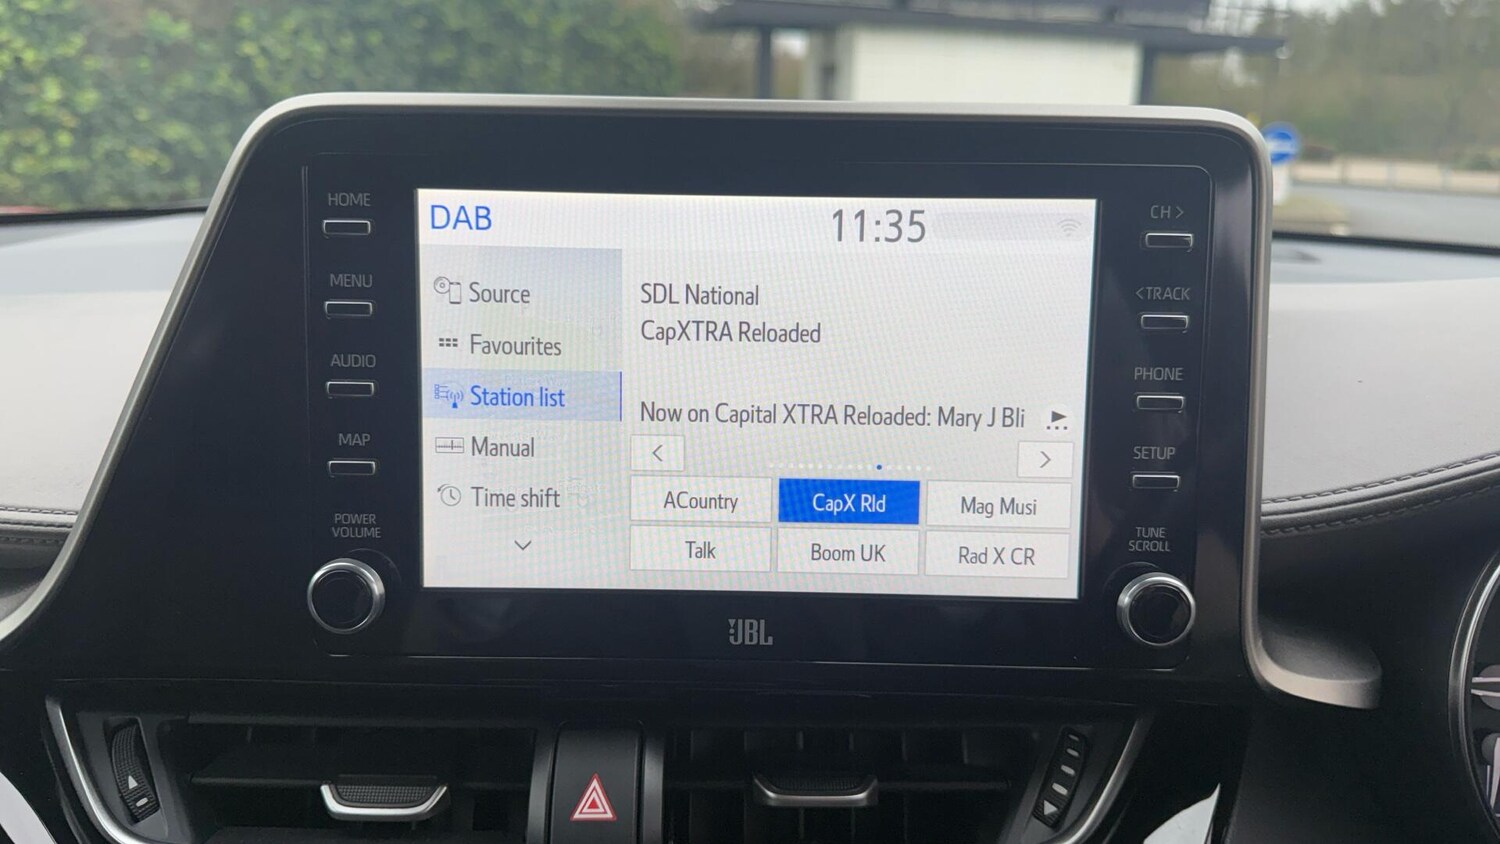 HOME
MENU
AUDIO
MAP
POWER
VOLUME
DAB
11:35
Source
Favourites
Station list
Manual
Time shift
SDL National
CapXTRA Reloaded
Now on Capital XTRA Reloaded: Mary J Bli
<
>
ACountry
CapX Rld
Mag Musi
Talk
Boom UK
Rad X CR
JBL
CH >
<TRACK
PHONE
SETUP
TUNE
SCROLL